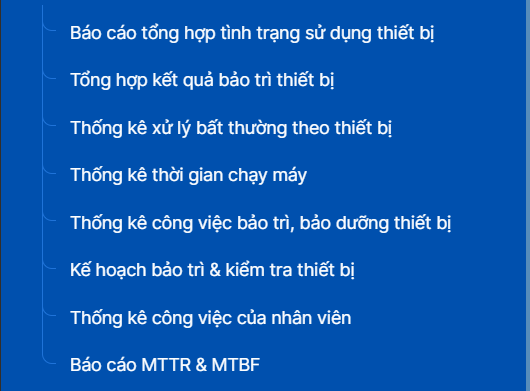 Báo cáo tổng hợp tình trạng sử dụng thiết bị
Tổng hợp kết quả bảo trì thiết bị
Thống kê xử lý bất thường theo thiết bị
Thống kê thời gian chạy máy
Thống kê công việc bảo trì, bảo dưỡng thiết bị
Kế hoạch bảo trì & kiểm tra thiết bị
Thống kê công việc của nhân viên
Báo cáo MTTR & MTBF